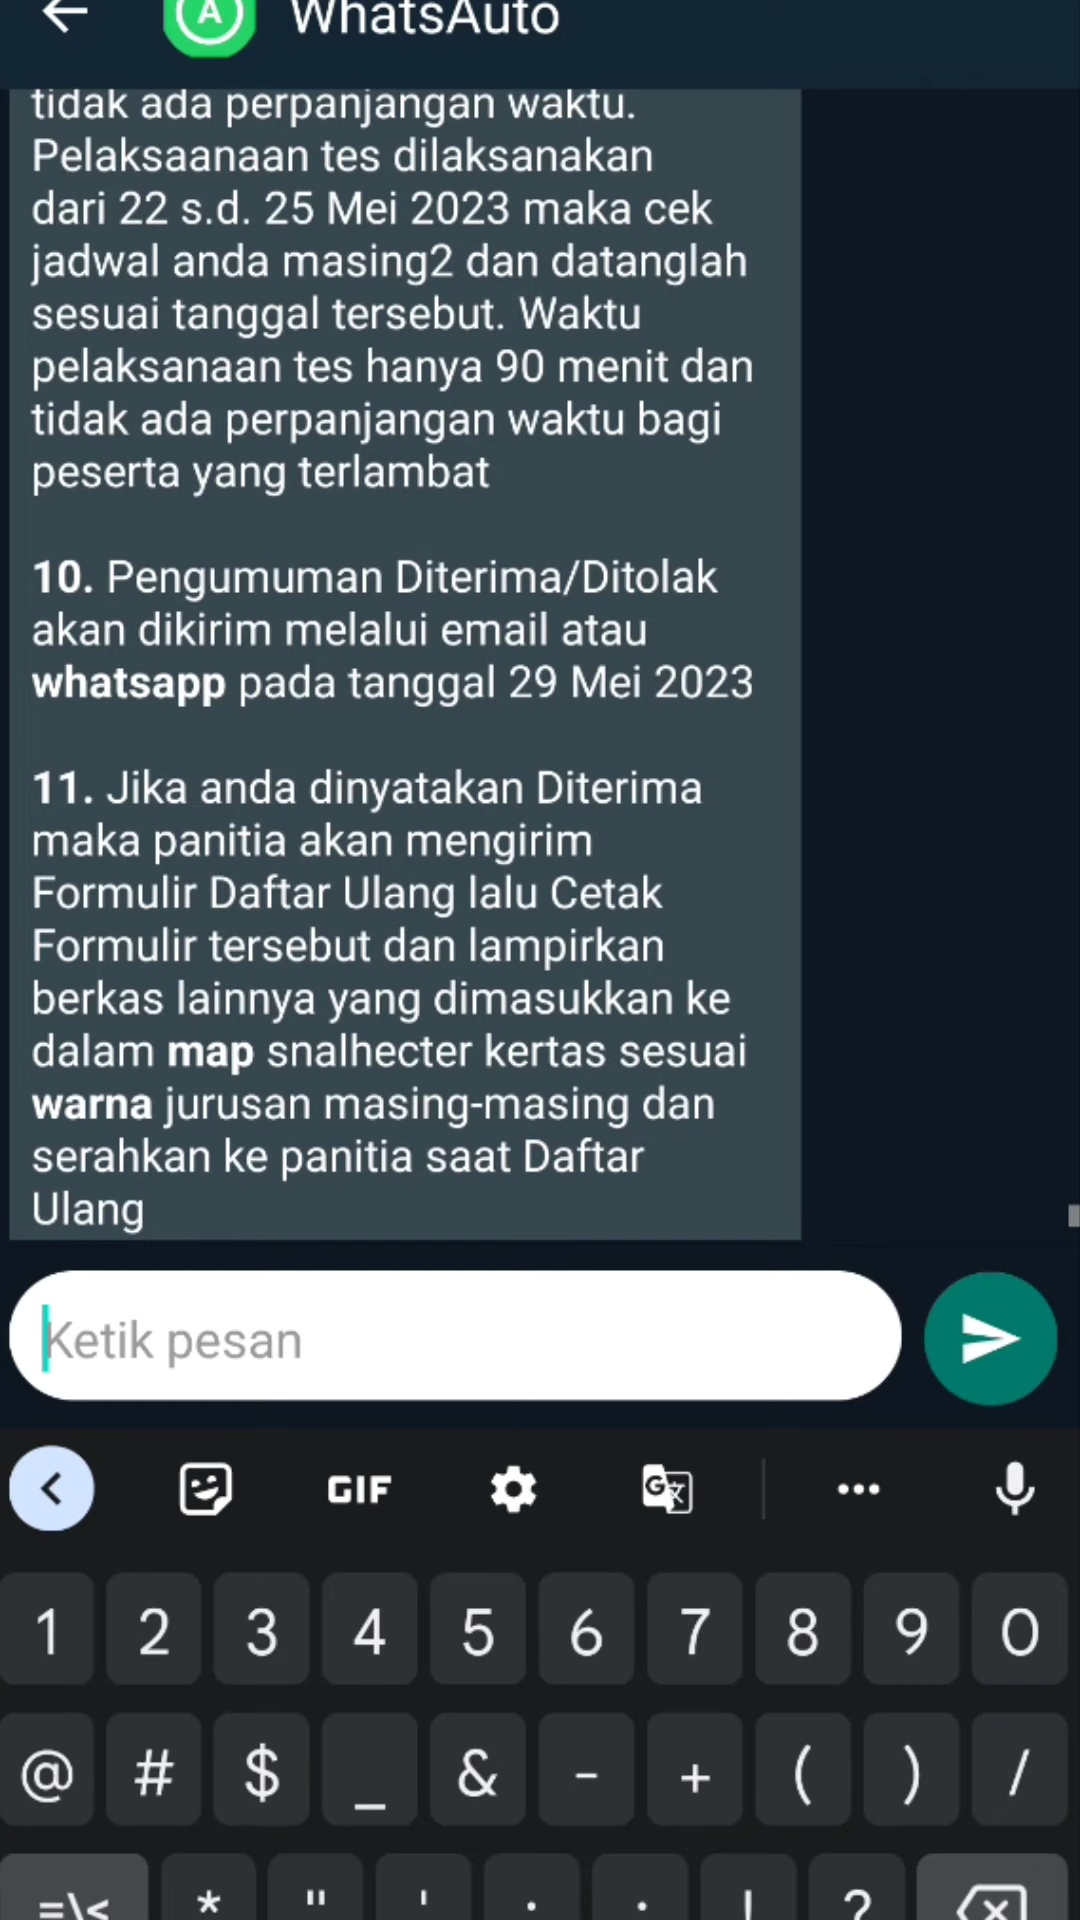 WhatsAuto
tidak ada perpanjangan waktu.
Pelaksaanaan tes dilaksanakan
dari 22 s.d. 25 Mei 2023 maka cek
jadwal anda masing2 dan datanglah
sesuai tanggal tersebut. Waktu
pelaksanaan tes hanya 90 menit dan
tidak ada perpanjangan waktu bagi
peserta yang terlambat
10. Pengumuman Diterima/Ditolak
akan dikirim melalui email atau
whatsapp pada tanggal 29 Mei 2023
11. Jika anda dinyatakan Diterima
maka panitia akan mengirim
Formulir Daftar Ulang lalu Cetak
Formulir tersebut dan lampirkan
berkas lainnya yang dimasukkan ke
dalam map snalhecter kertas sesuai
warna jurusan masing-masing dan
serahkan ke panitia saat Daftar
Ulang
Ketik pesan
GIF
1 2 3 4 5 6 7 8 9 0
@ # $ _ & - + ( ) /
=\< * " ' : ; ! ?